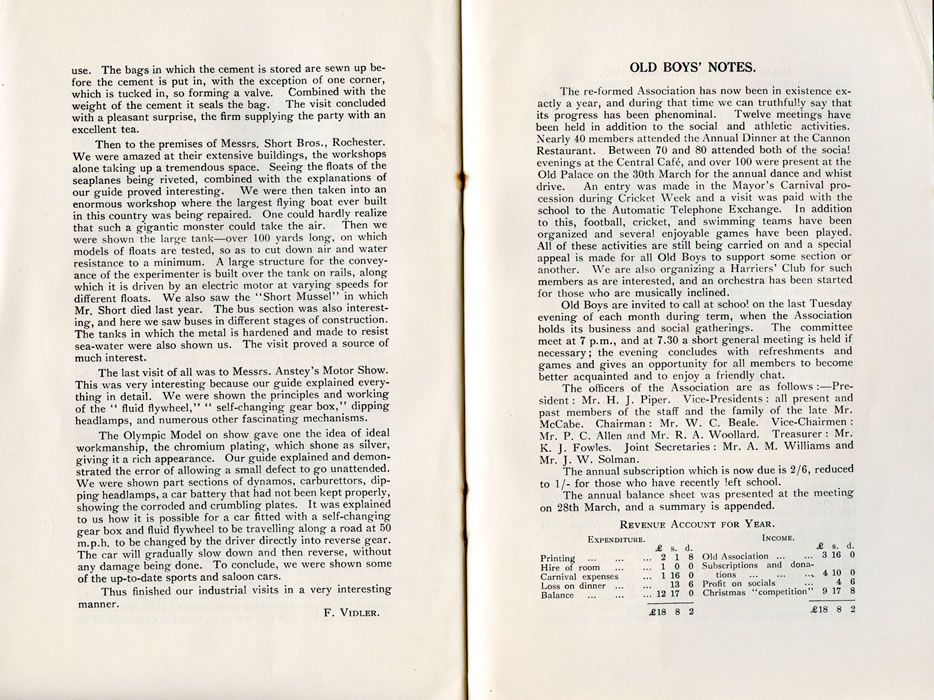 use. The bags in which the cement is stored are sewn up be-
fore the cement is put in, with the exception of one corner,
which is tucked in, so forming a valve. Combined with the
weight of the cement it seals the bag. The visit concluded
with a pleasant surprise, the firm supplying the party with an
excellent tea.
Then to the premises of Messrs. Short Bros., Rochester.
We were amazed at their extensive buildings, the workshops
alone taking up a tremendous space. Seeing the floats of the
seaplanes being riveted, combined with the explanations of
our guide proved interesting. We were then taken into an
enormous workshop where the largest flying boat ever built
in this country was being repaired. One could hardly realize
that such a gigantic monster could take the air. Then we
were shown the large tank—over 100 yards long, on which
models of floats are tested, so as to cut down air and water
resistance to a minimum. A large structure for the convey-
ance of the experimenter is built over the tank on rails, along
which it is driven by an electric motor at varying speeds for
different floats. We also saw the "Short Mussel" in which
Mr. Short died last year. The bus section was also interest-
ing, and here we saw buses in different stages of construction.
The tanks in which the metal is hardened and made to resist
sea-water were also shown us. The visit proved a source of
much interest.
The last visit of all was to Messrs. Anstey's Motor Show.
This was very interesting because our guide explained every-
thing in detail. We were shown the principles and working
of the " fluid flywheel," " self-changing gear box," dipping
headlamps, and numerous other fascinating mechanisms.
The Olympic Model on show gave one the idea of ideal
workmanship, the chromium plating, which shone as silver,
giving it a rich appearance. Our guide explained and demon-
strated the error of allowing a small defect to go unattended.
We were shown part sections of dynamos, carburettors, dip-
ping headlamps, a car battery that had not been kept properly,
showing the corroded and crumbling plates. It was explained
to us how it is possible for a car fitted with a self-changing
gear box and fluid flywheel to be travelling along a road at 50
m.p.h. to be changed by the driver directly into reverse gear.
The car will gradually slow down and then reverse, without
any damage being done. To conclude, we were shown some
of the up-to-date sports and saloon cars.
Thus finished our industrial visits in a very interesting
manner.
F. VIDLER.
OLD BOYS' NOTES.
The re-formed Association has now been in existence ex-
actly a year, and during that time we can truthfully say that
its progress has been phenominal. Twelve meetings have
been held in addition to the social and athletic activities.
Nearly 40 members attended the Annual Dinner at the Cannon
Restaurant. Between 70 and 80 attended both of the social
evenings at the Central Café, and over 100 were present at the
Old Palace on the 30th March for the annual dance and whist
drive. An entry was made in the Mayor's Carnival pro-
cession during Cricket Week and a visit was paid with the
school to the Automatic Telephone Exchange. In addition
to this, football, cricket, and swimming teams have been
organized and several enjoyable games have been played.
All of these activities are still being carried on and a special
appeal is made for all Old Boys to support some section or
another. We are also organizing a Harriers' Club for such
members as are interested, and an orchestra has been started
for those who are musically inclined.
Old Boys are invited to call at school on the last Tuesday
evening of each month during term, when the Association
holds its business and social gatherings. The committee
meet at 7 p.m., and at 7.30 a short general meeting is held if
necessary; the evening concludes with refreshments and
games and gives an opportunity for all members to become
better acquainted and to enjoy a friendly chat.
The officers of the Association are as follows:—Pre-
sident : Mr. H. J. Piper. Vice-Presidents : all present and
past members of the staff and the family of the late Mr.
McCabe. Chairman : Mr. W. C. Beale. Vice-Chairmen :
Mr. P. C. Allen and Mr. R. A. Woollard. Treasurer : Mr.
K. J. Fowles. Joint Secretaries : Mr. A. M. Williams and
Mr. J. W. Solman.
The annual subscription which is now due is 2/6, reduced
to 1/- for those who have recently left school.
The annual balance sheet was presented at the meeting
on 28th March, and a summary is appended.
REVENUE ACCOUNT FOR YEAR.
EXPENDITURE.
£ s. d.
Printing ... ... ... 2 1 8
Hire of room ... ... 1 0 0
Carnival expenses ... 1 16 0
Loss on dinner ... ... 13 6
Balance ... ... ... 12 17 0
£18 8 2
INCOME.
£ s. d.
Old Association ... ... 3 16 0
Subscriptions and dona-
tions ... ... ... 4 10 0
Profit on socials ... 4 6
Christmas "competition" 9 17 8
£18 8 2